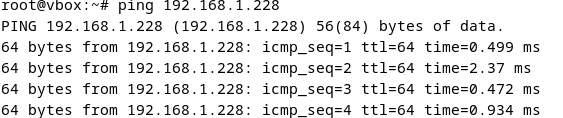 root@vbox:~# ping 192.168.1.228
PING 192.168.1.228 (192.168.1.228) 56(84) bytes of data.
64 bytes from 192.168.1.228: icmp_seq=1 ttl=64 time=0.499 ms
64 bytes from 192.168.1.228: icmp_seq=2 ttl=64 time=2.37 ms
64 bytes from 192.168.1.228: icmp_seq=3 ttl=64 time=0.472 ms
64 bytes from 192.168.1.228: icmp_seq=4 ttl=64 time=0.934 ms